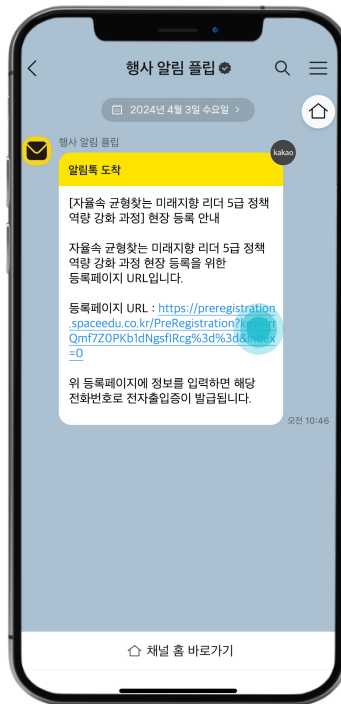 행사 알림 플립
2024년 4월 3일 수요일 >
행사 알림 플립
kakao
알림톡 도착
[자율속 균형찾는 미래지향 리더 5급 정책
역량 강화 과정] 현장 등록 안내
자율속 균형찾는 미래지향 리더 5급 정책
역량 강화 과정 현장 등록을 위한
등록페이지 URL입니다.
등록페이지 URL : https://preregistration
.spaceedu.co.kr/PreRegistration?
=0
위 등록페이지에 정보를 입력하면 해당
전화번호로 전자출입증이 발급됩니다.
오전 10:46
채널 홈 바로가기